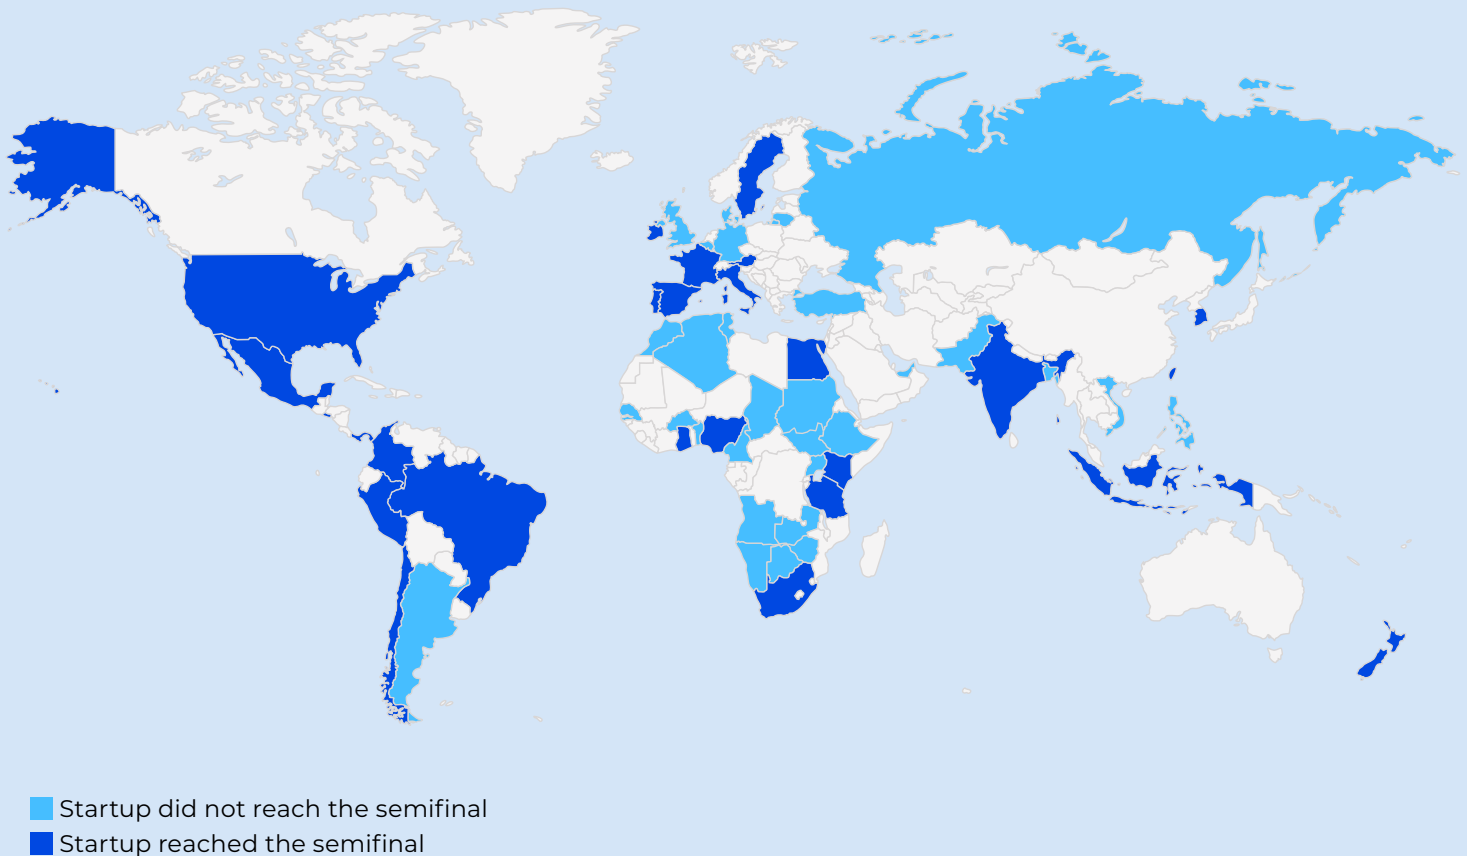 Startup did not reach the semifinal
Startup reached the semifinal